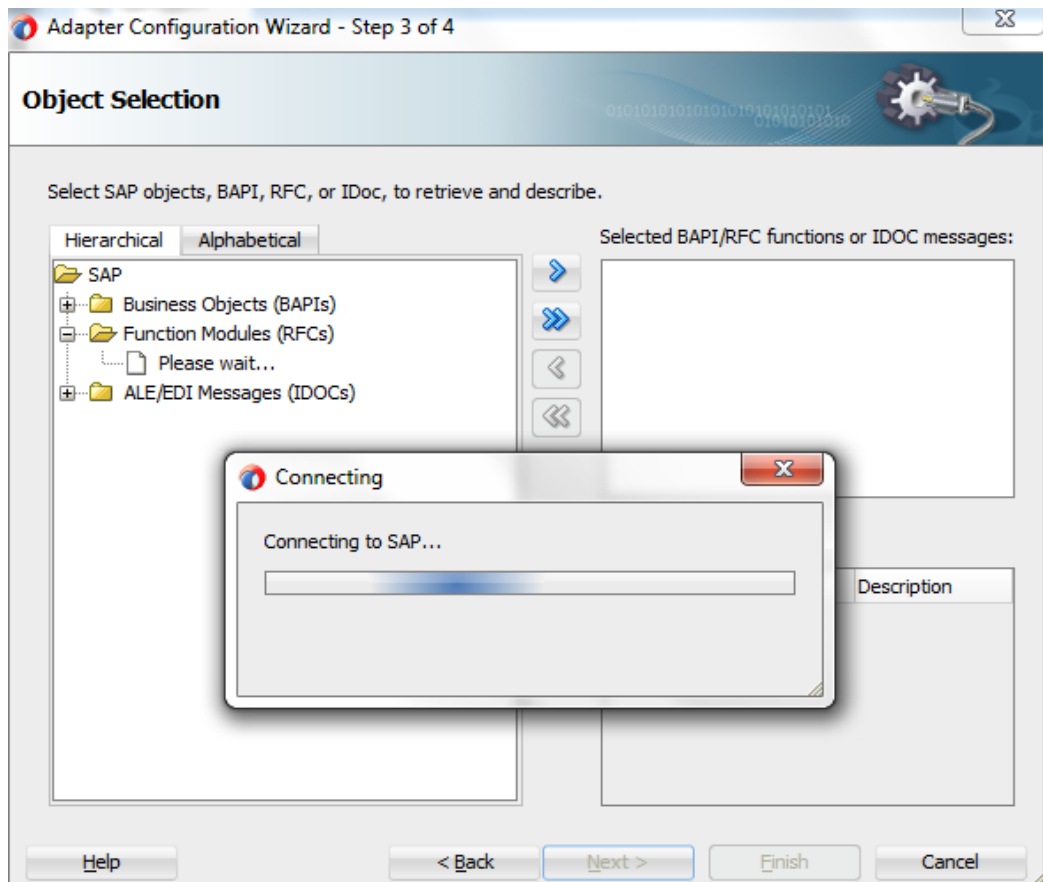 Adapter Configuration Wizard - Step 3 of 4
Object Selection
Select SAP objects, BAPI, RFC, or IDoc, to retrieve and describe.
Hierarchical Alphabetical
Selected BAPI/RFC functions or IDOC messages:
SAP
Business Objects (BAPIs)
Function Modules (RFCs)
Please wait...
ALE/EDI Messages (IDOCs)
Connecting
Connecting to SAP...
Description
Help < Back Next > Finish Cancel